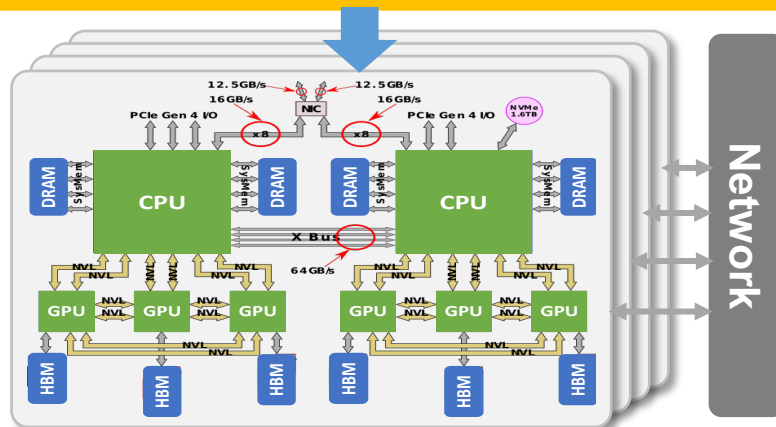 12.5GB/s 12.5GB/s
16GB/s NIC 16GB/s
NVMe
1.6TB
PCIe Gen 4 I/O PCIe Gen 4 I/O
x8 x8
DRAM SysMem CPU SysMem DRAM
DRAM SysMem CPU SysMem DRAM
X Bus
64GB/s
NVL NVL NVL NVL NVL NVL
NVL NVL NVL NVL NVL NVL
GPU NVL GPU NVL GPU
NVL NVL
GPU NVL GPU NVL GPU
NVL NVL
NVL NVL
NVL NVL
HBM HBM HBM HBM HBM HBM
Network